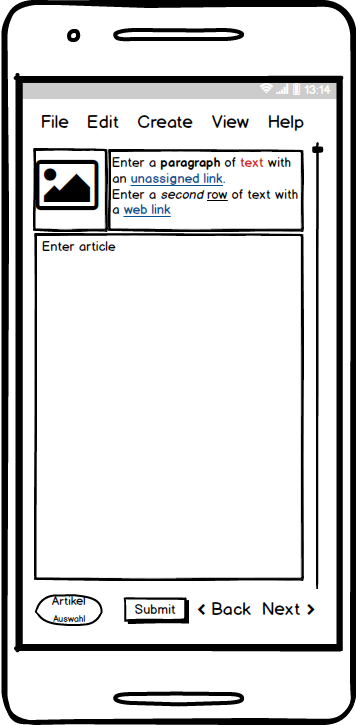 13:14
File Edit Create View Help
Enter a paragraph of text with
an unassigned link.
Enter a second row of text with
a web link
Enter article
Artikel
Auswahl
Submit
Back Next